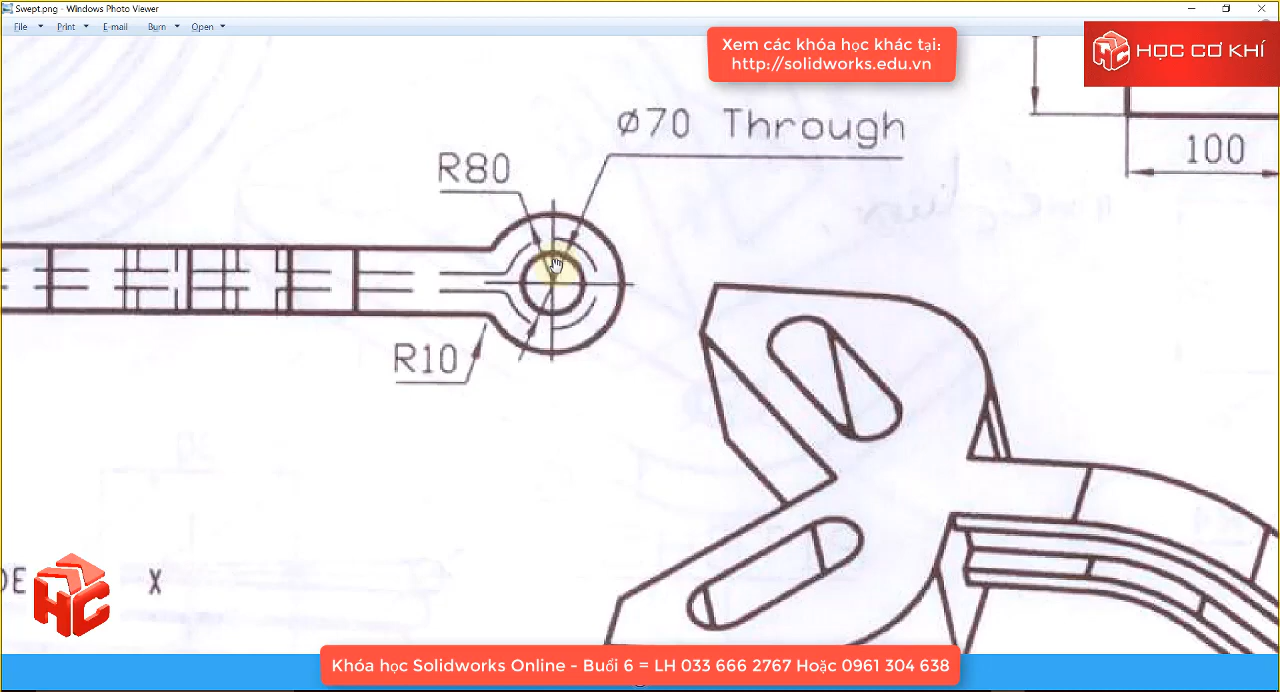 Swept.png - Windows Photo Viewer
File Print E-mail Burn Open
Xem các khóa học khác tại:
http://solidworks.edu.vn
HC HỌC CƠ KHÍ
ø70 Through
R80
100
R10
DE X
HC
Khóa học Solidworks Online - Buổi 6 = LH 033 666 2767 Hoặc 0961 304 638